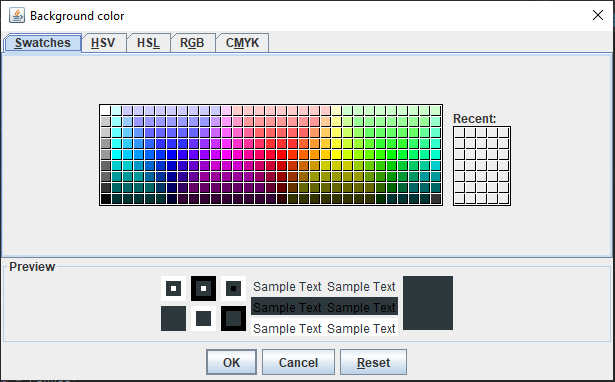 Background color
Swatches HSV HSL RGB CMYK
Recent:
Preview
Sample Text Sample Text
Sample Text Sample Text
Sample Text Sample Text
OK Cancel Reset